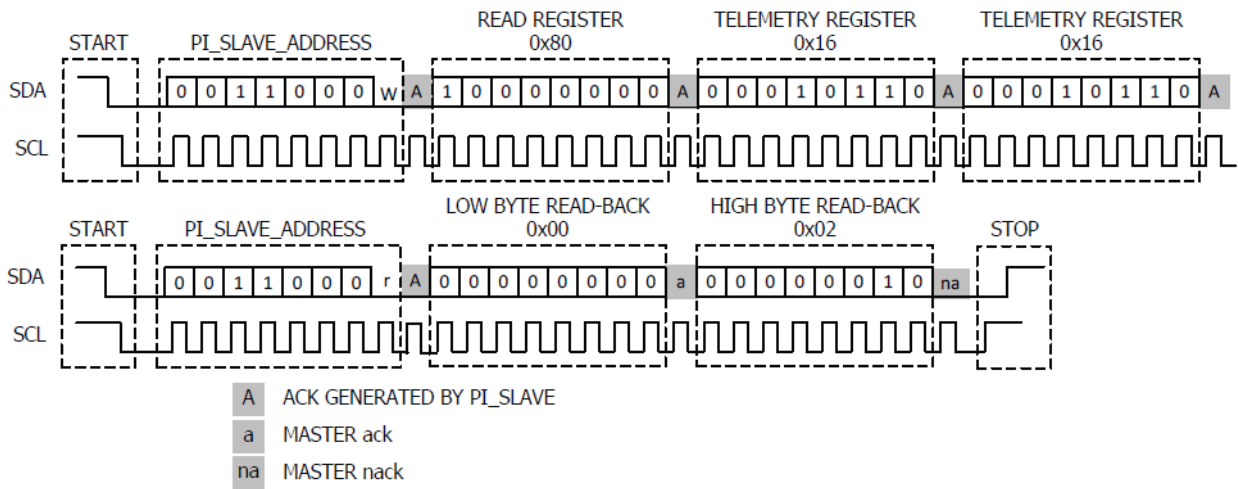 READ REGISTER TELEMETRY REGISTER TELEMETRY REGISTER
START PI_SLAVE_ADDRESS 0x80 0x16 0x16
SDA 0 0 1 1 0 0 0 w A 1 0 0 0 0 0 0 0 A 0 0 0 1 0 1 1 0 A 0 0 0 1 0 1 1 0 A
SCL
LOW BYTE READ-BACK HIGH BYTE READ-BACK
START PI_SLAVE_ADDRESS 0x00 0x02 STOP
SDA 0 0 1 1 0 0 0 r A 0 0 0 0 0 0 0 0 a 0 0 0 0 0 0 1 0 na
SCL
A ACK GENERATED BY PI_SLAVE
a MASTER ack
na MASTER nack